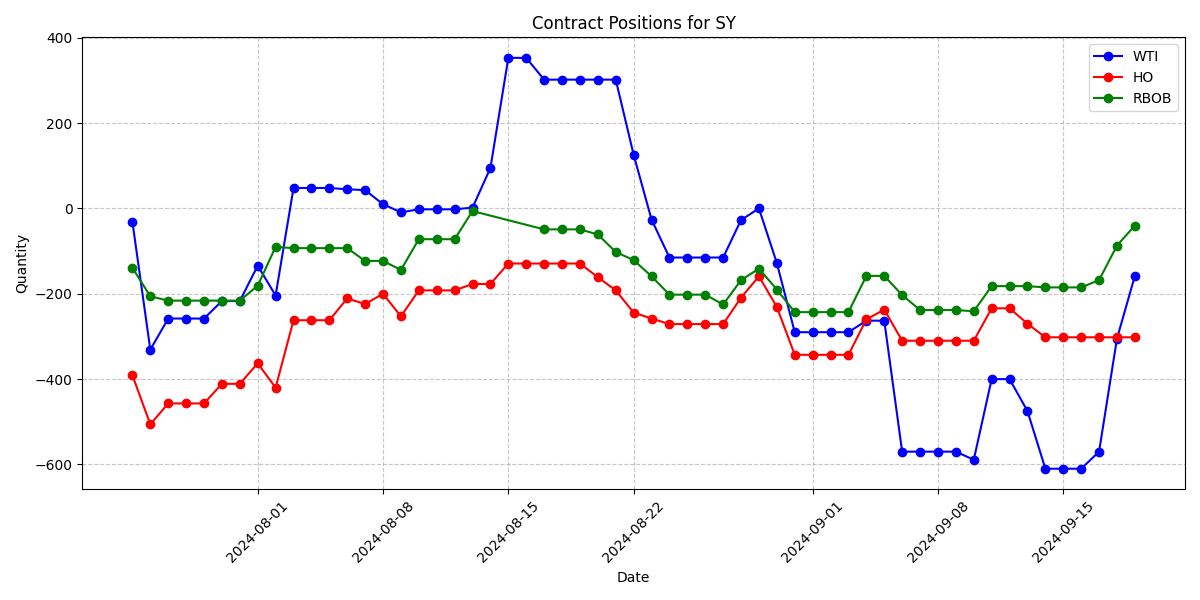 Contract Positions for SY
WTI
HO
RBOB
Quantity
400
200
0
−200
−400
−600
2024-08-01
2024-08-08
2024-08-15
2024-08-22
2024-09-01
2024-09-08
2024-09-15
Date